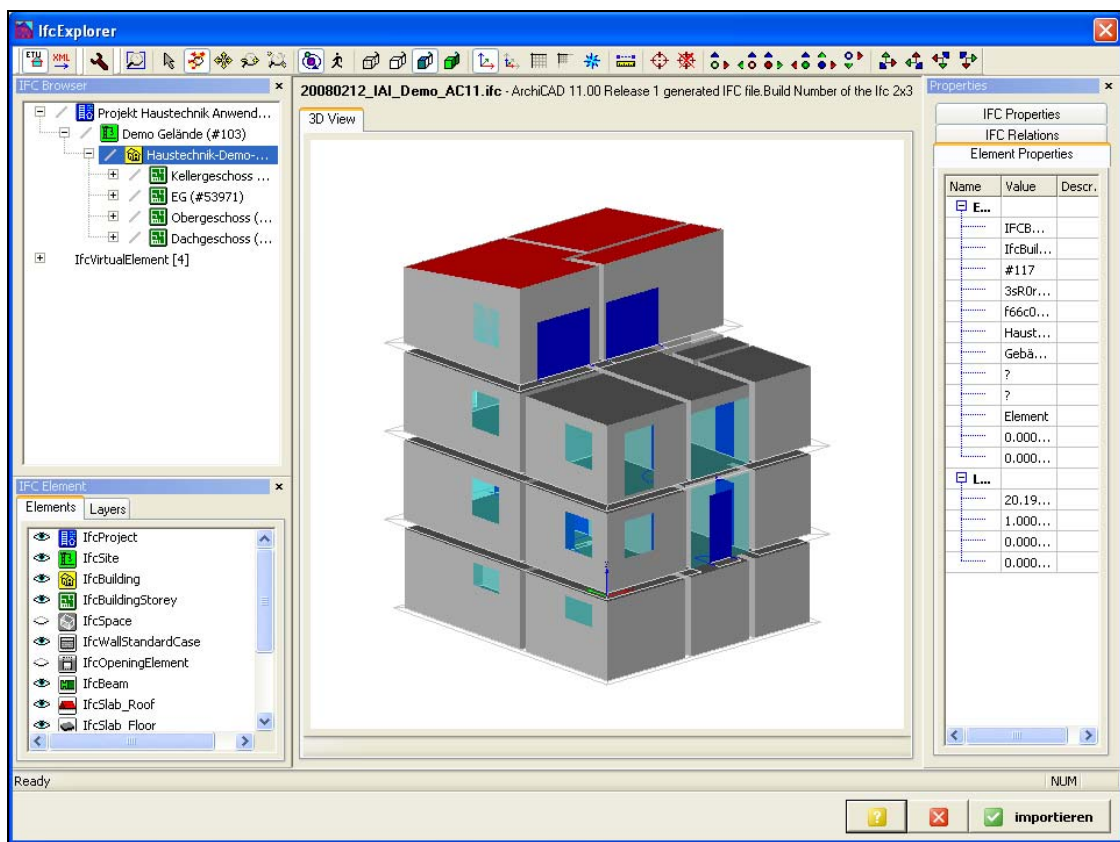 IfcExplorer
ETU XML
IFC Browser
Projekt Haustechnik Anwend...
Demo Gelände (#103)
Haustechnik-Demo-...
Kellergeschoss ...
EG (#53971)
Obergeschoss (...
Dachgeschoss (...
IfcVirtualElement [4]
IFC Element
Elements Layers
IfcProject
IfcSite
IfcBuilding
IfcBuildingStorey
IfcSpace
IfcWallStandardCase
IfcOpeningElement
IfcBeam
IfcSlab_Roof
IfcSlab_Floor
20080212_IAI_Demo_AC11.ifc - ArchiCAD 11.00 Release 1 generated IFC file.Build Number of the Ifc 2x3
3D View
Properties
IFC Properties
IFC Relations
Element Properties
Name Value Descr.
E...
IFCB...
IfcBuil...
#117
3sR0r...
f66c0...
Haust...
Gebä...
?
?
Element
0.000...
0.000...
L...
20.19...
1.000...
0.000...
0.000...
Ready NUM
? importieren